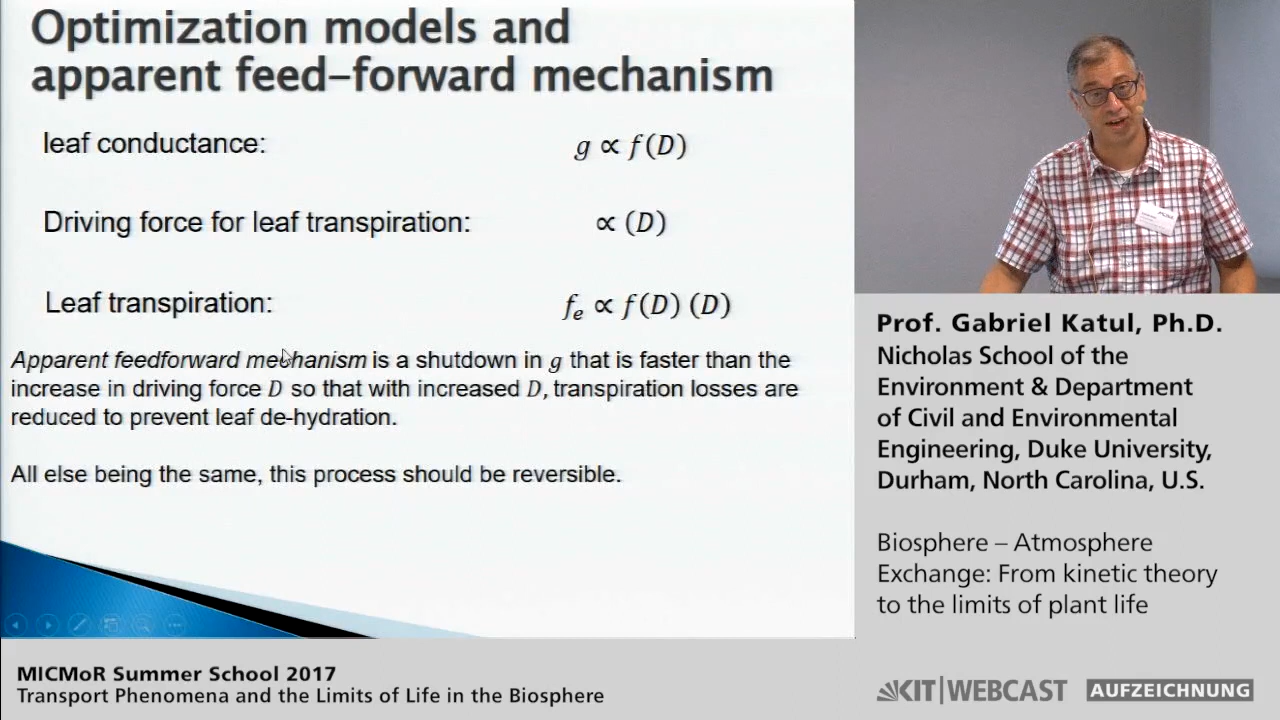 Optimization models and
apparent feed–forward mechanism
leaf conductance: g ∝ f(D)
Driving force for leaf transpiration: ∝ (D)
Leaf transpiration: fₑ ∝ f(D) (D)
Apparent feedforward mechanism is a shutdown in g that is faster than the
increase in driving force D so that with increased D, transpiration losses are
reduced to prevent leaf de-hydration.
All else being the same, this process should be reversible.
Prof. Gabriel Katul, Ph.D.
Nicholas School of the
Environment & Department
of Civil and Environmental
Engineering, Duke University,
Durham, North Carolina, U.S.
Biosphere – Atmosphere
Exchange: From kinetic theory
to the limits of plant life
MICMoR Summer School 2017
Transport Phenomena and the Limits of Life in the Biosphere
KIT|WEBCAST AUFZEICHNUNG